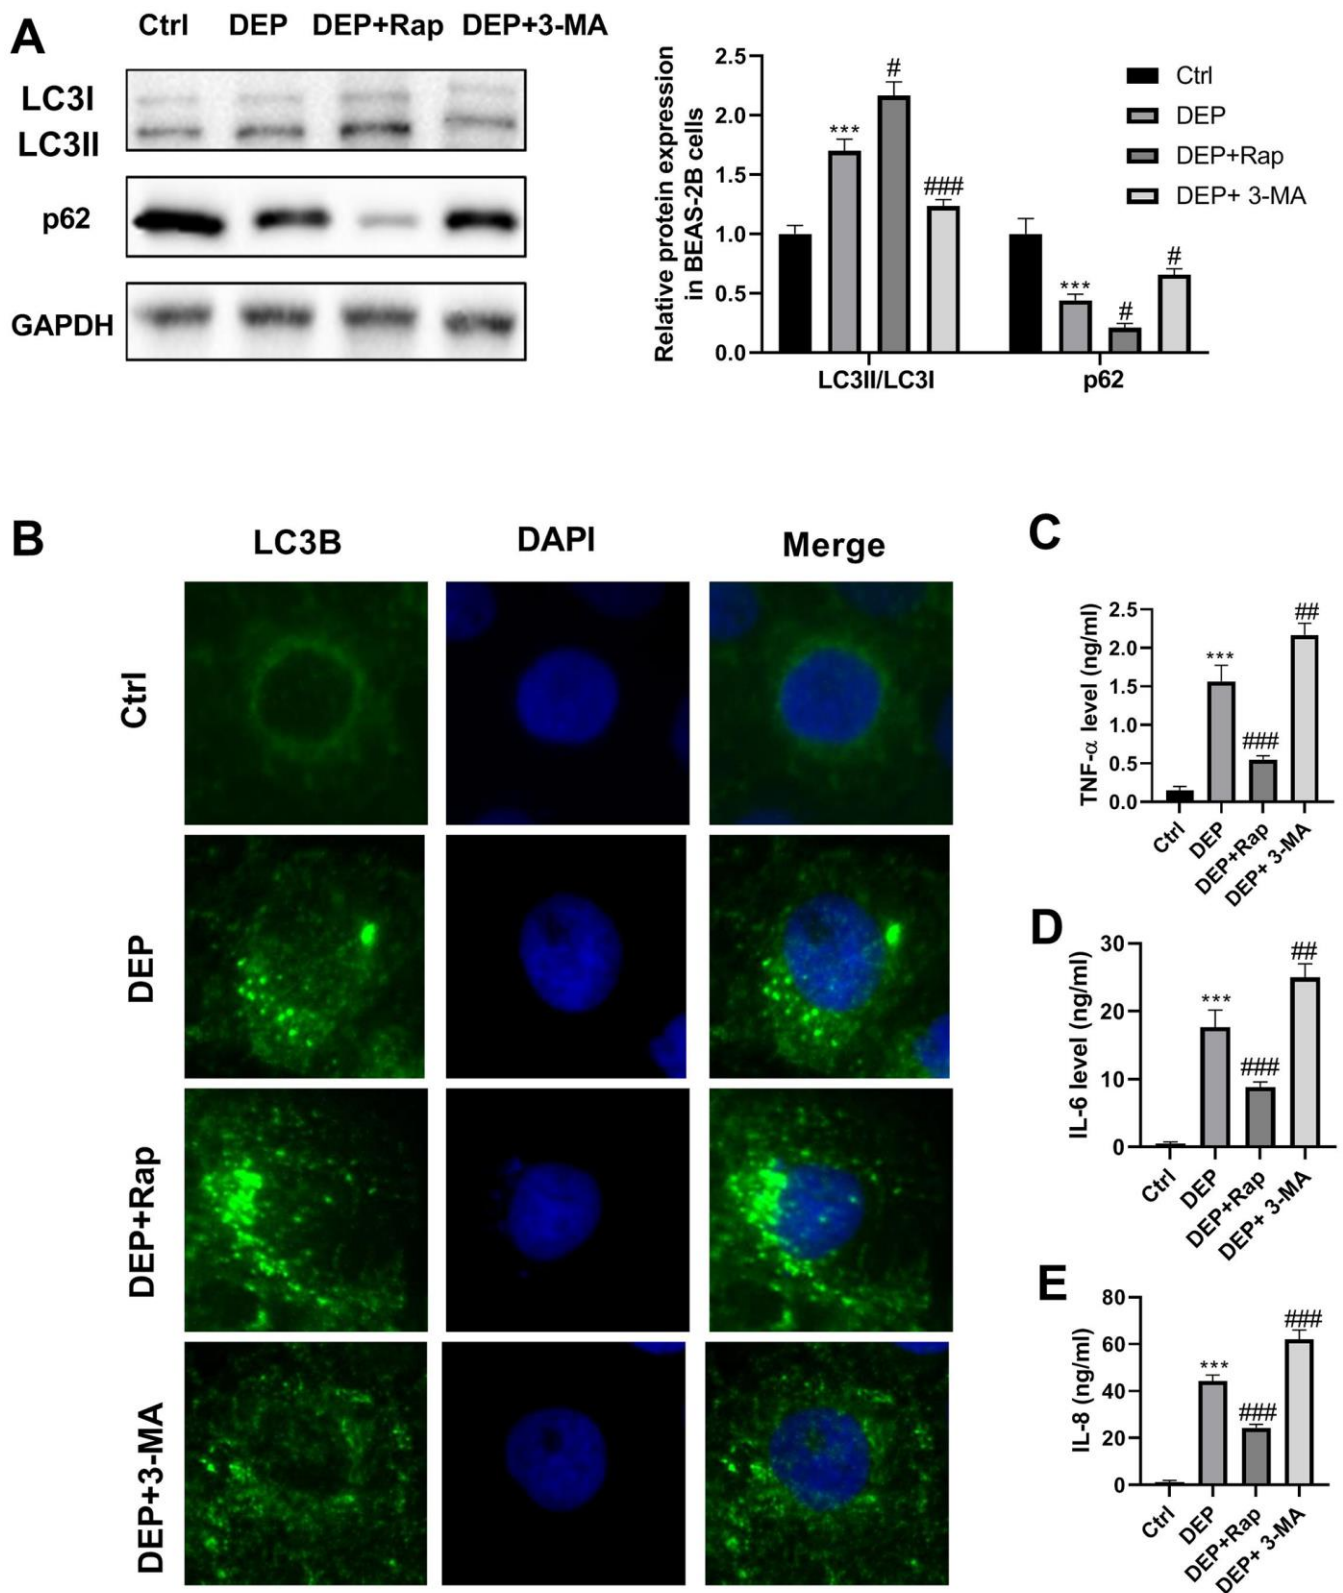 A
Ctrl DEP DEP+Rap DEP+3-MA
LC3I
LC3II
p62
GAPDH
Relative protein expression
in BEAS-2B cells
2.5
2.0
1.5
1.0
0.5
0.0
*** # ###
*** # #
LC3II/LC3I p62
Ctrl
DEP
DEP+Rap
DEP+ 3-MA
B
LC3B DAPI Merge
Ctrl
DEP
DEP+Rap
DEP+3-MA
C
TNF-α level (ng/ml)
2.5
2.0
1.5
1.0
0.5
0.0
*** ### ##
Ctrl DEP DEP+Rap DEP+ 3-MA
D
IL-6 level (ng/ml)
30
20
10
0
*** ### ##
Ctrl DEP DEP+Rap DEP+ 3-MA
E
IL-8 (ng/ml)
80
60
40
20
0
*** ### ###
Ctrl DEP DEP+Rap DEP+ 3-MA